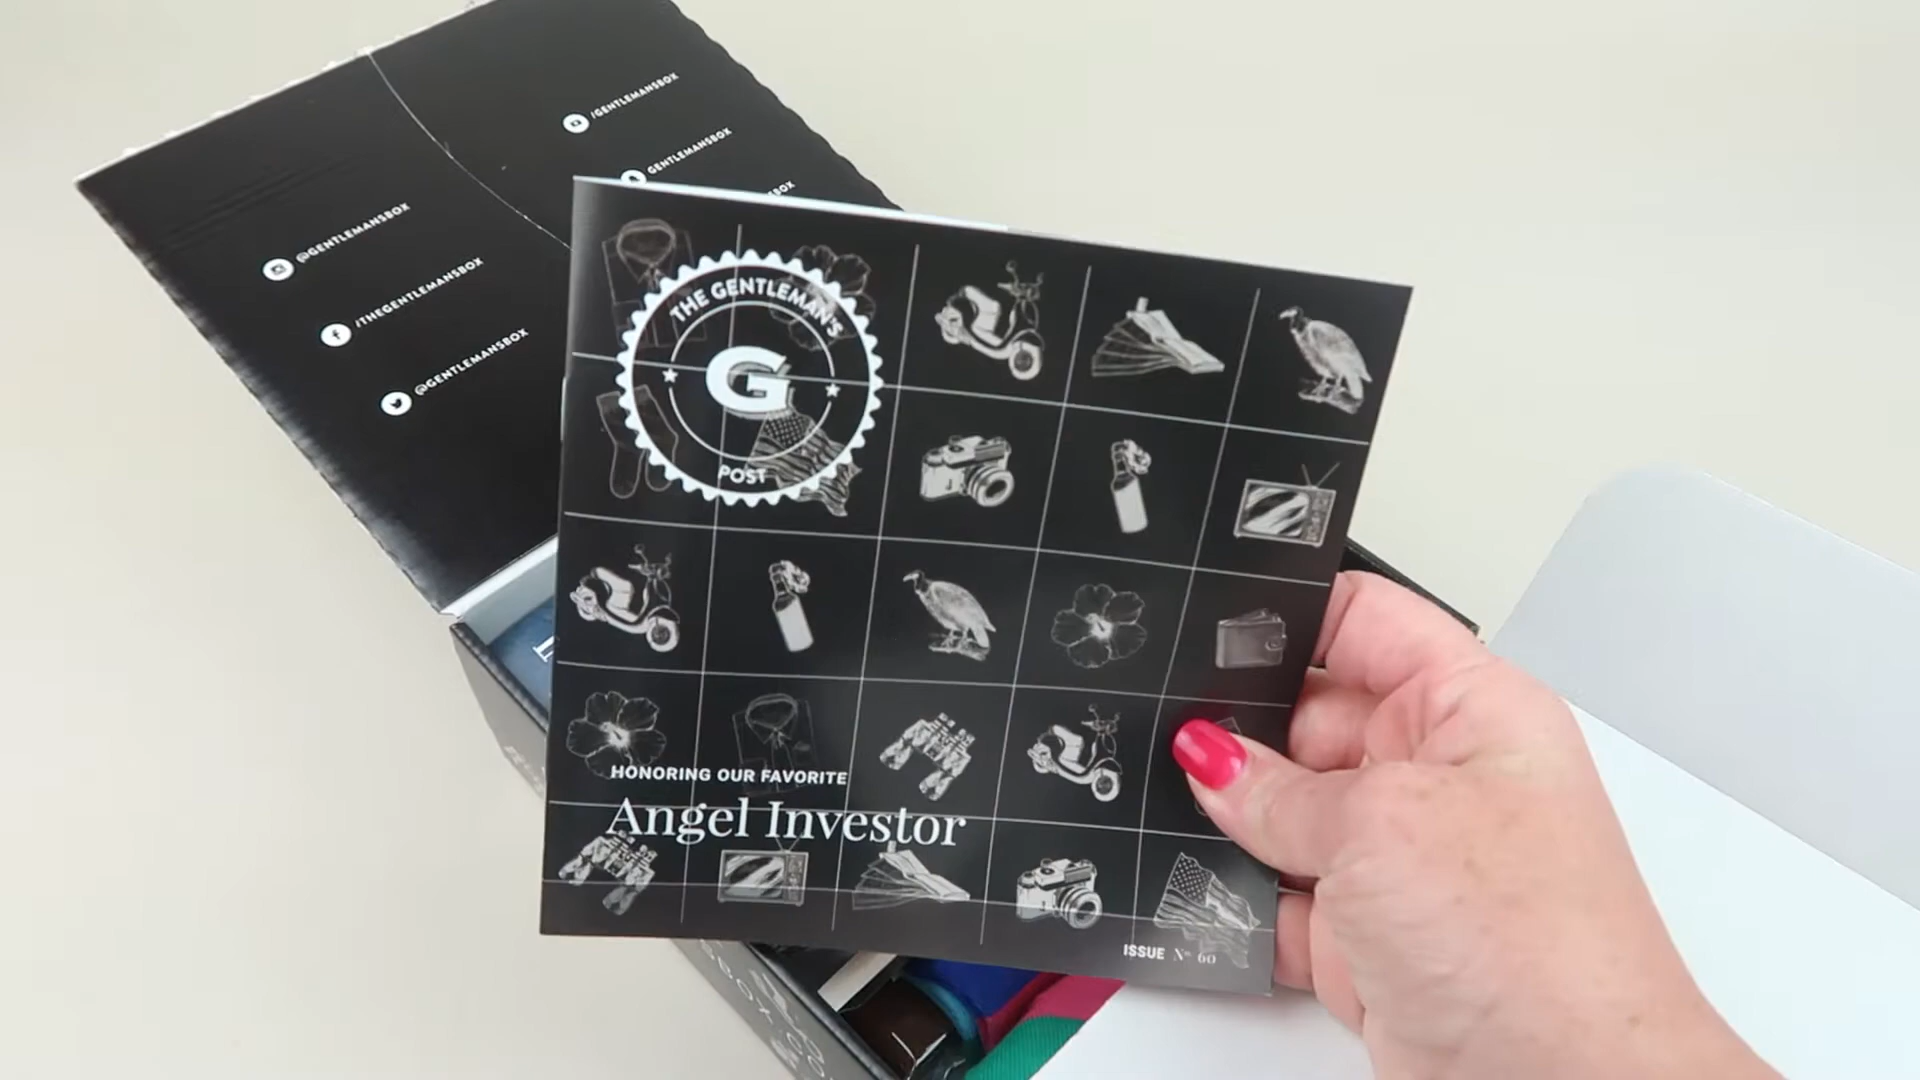 /GENTLEMANSBOX
GENTLEMANSBOX
@GENTLEMANSBOX
/THEGENTLEMANSBOX
@GENTLEMANSBOX
THE GENTLEMAN'S
G
POST
HONORING OUR FAVORITE
Angel Investor
ISSUE Nº 60